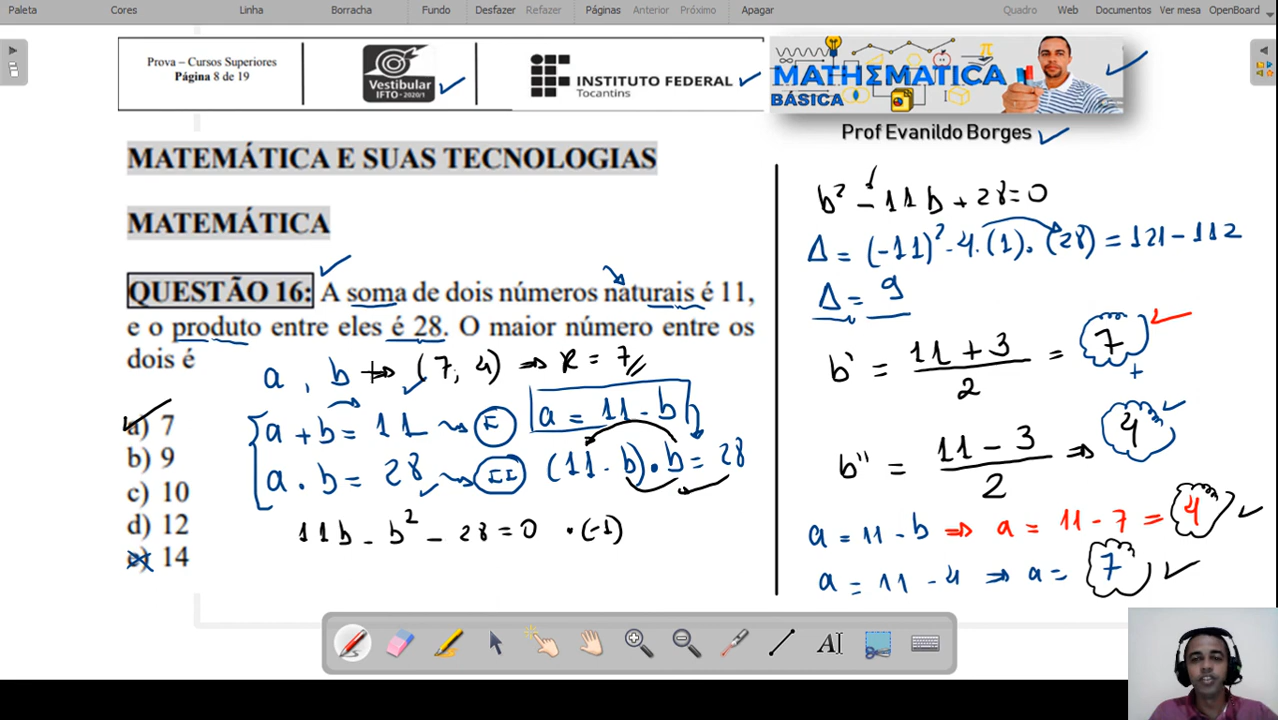 Paleta Cores Linha Borracha Fundo Desfazer Refazer Páginas Anterior Próximo Apagar Quadro Web Documentos Ver mesa OpenBoard
Prova – Cursos Superiores
Página 8 de 19
Vestibular
IFTO-2020/1
INSTITUTO FEDERAL
Tocantins
MATHΣMATICA
BÁSICA
Prof Evanildo Borges
MATEMÁTICA E SUAS TECNOLOGIAS
MATEMÁTICA
QUESTÃO 16: A soma de dois números naturais é 11,
e o produto entre eles é 28. O maior número entre os
dois é
a, b ⇒ (7, 4) ⇒ R = 7
a) 7
b) 9
c) 10
d) 12
e) 14
a + b = 11 ⇝ I a = 11 - b
a . b = 28 ⇝ II (11 - b) . b = 28
11b - b² - 28 = 0 .(-1)
b² - 11b + 28 = 0
Δ = (-11)² - 4.(1).(28) = 121 - 112
Δ = 9
b' = 11 + 3 / 2 = 7
+
b'' = 11 - 3 / 2 ⇒ 4
a = 11 - b ⇒ a = 11 - 7 = 4
a = 11 - 4 ⇒ a = 7